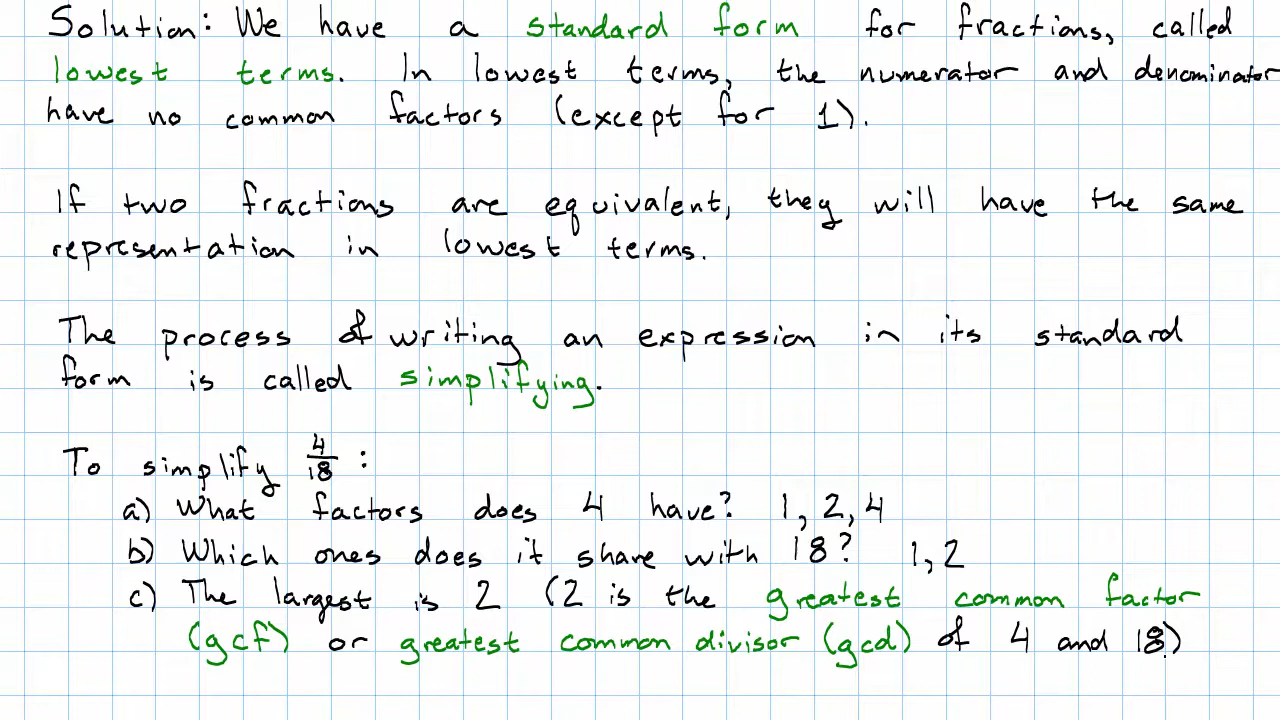 Solution: We have a standard form for fractions, called
lowest terms. In lowest terms, the numerator and denominator
have no common factors (except for 1).
If two fractions are equivalent, they will have the same
representation in lowest terms.
The process of writing an expression in its standard
form is called simplifying.
To simplify 4/18 :
a) What factors does 4 have? 1, 2, 4
b) Which ones does it share with 18? 1, 2
c) The largest is 2 (2 is the greatest common factor
(gcf) or greatest common divisor (gcd) of 4 and 18)